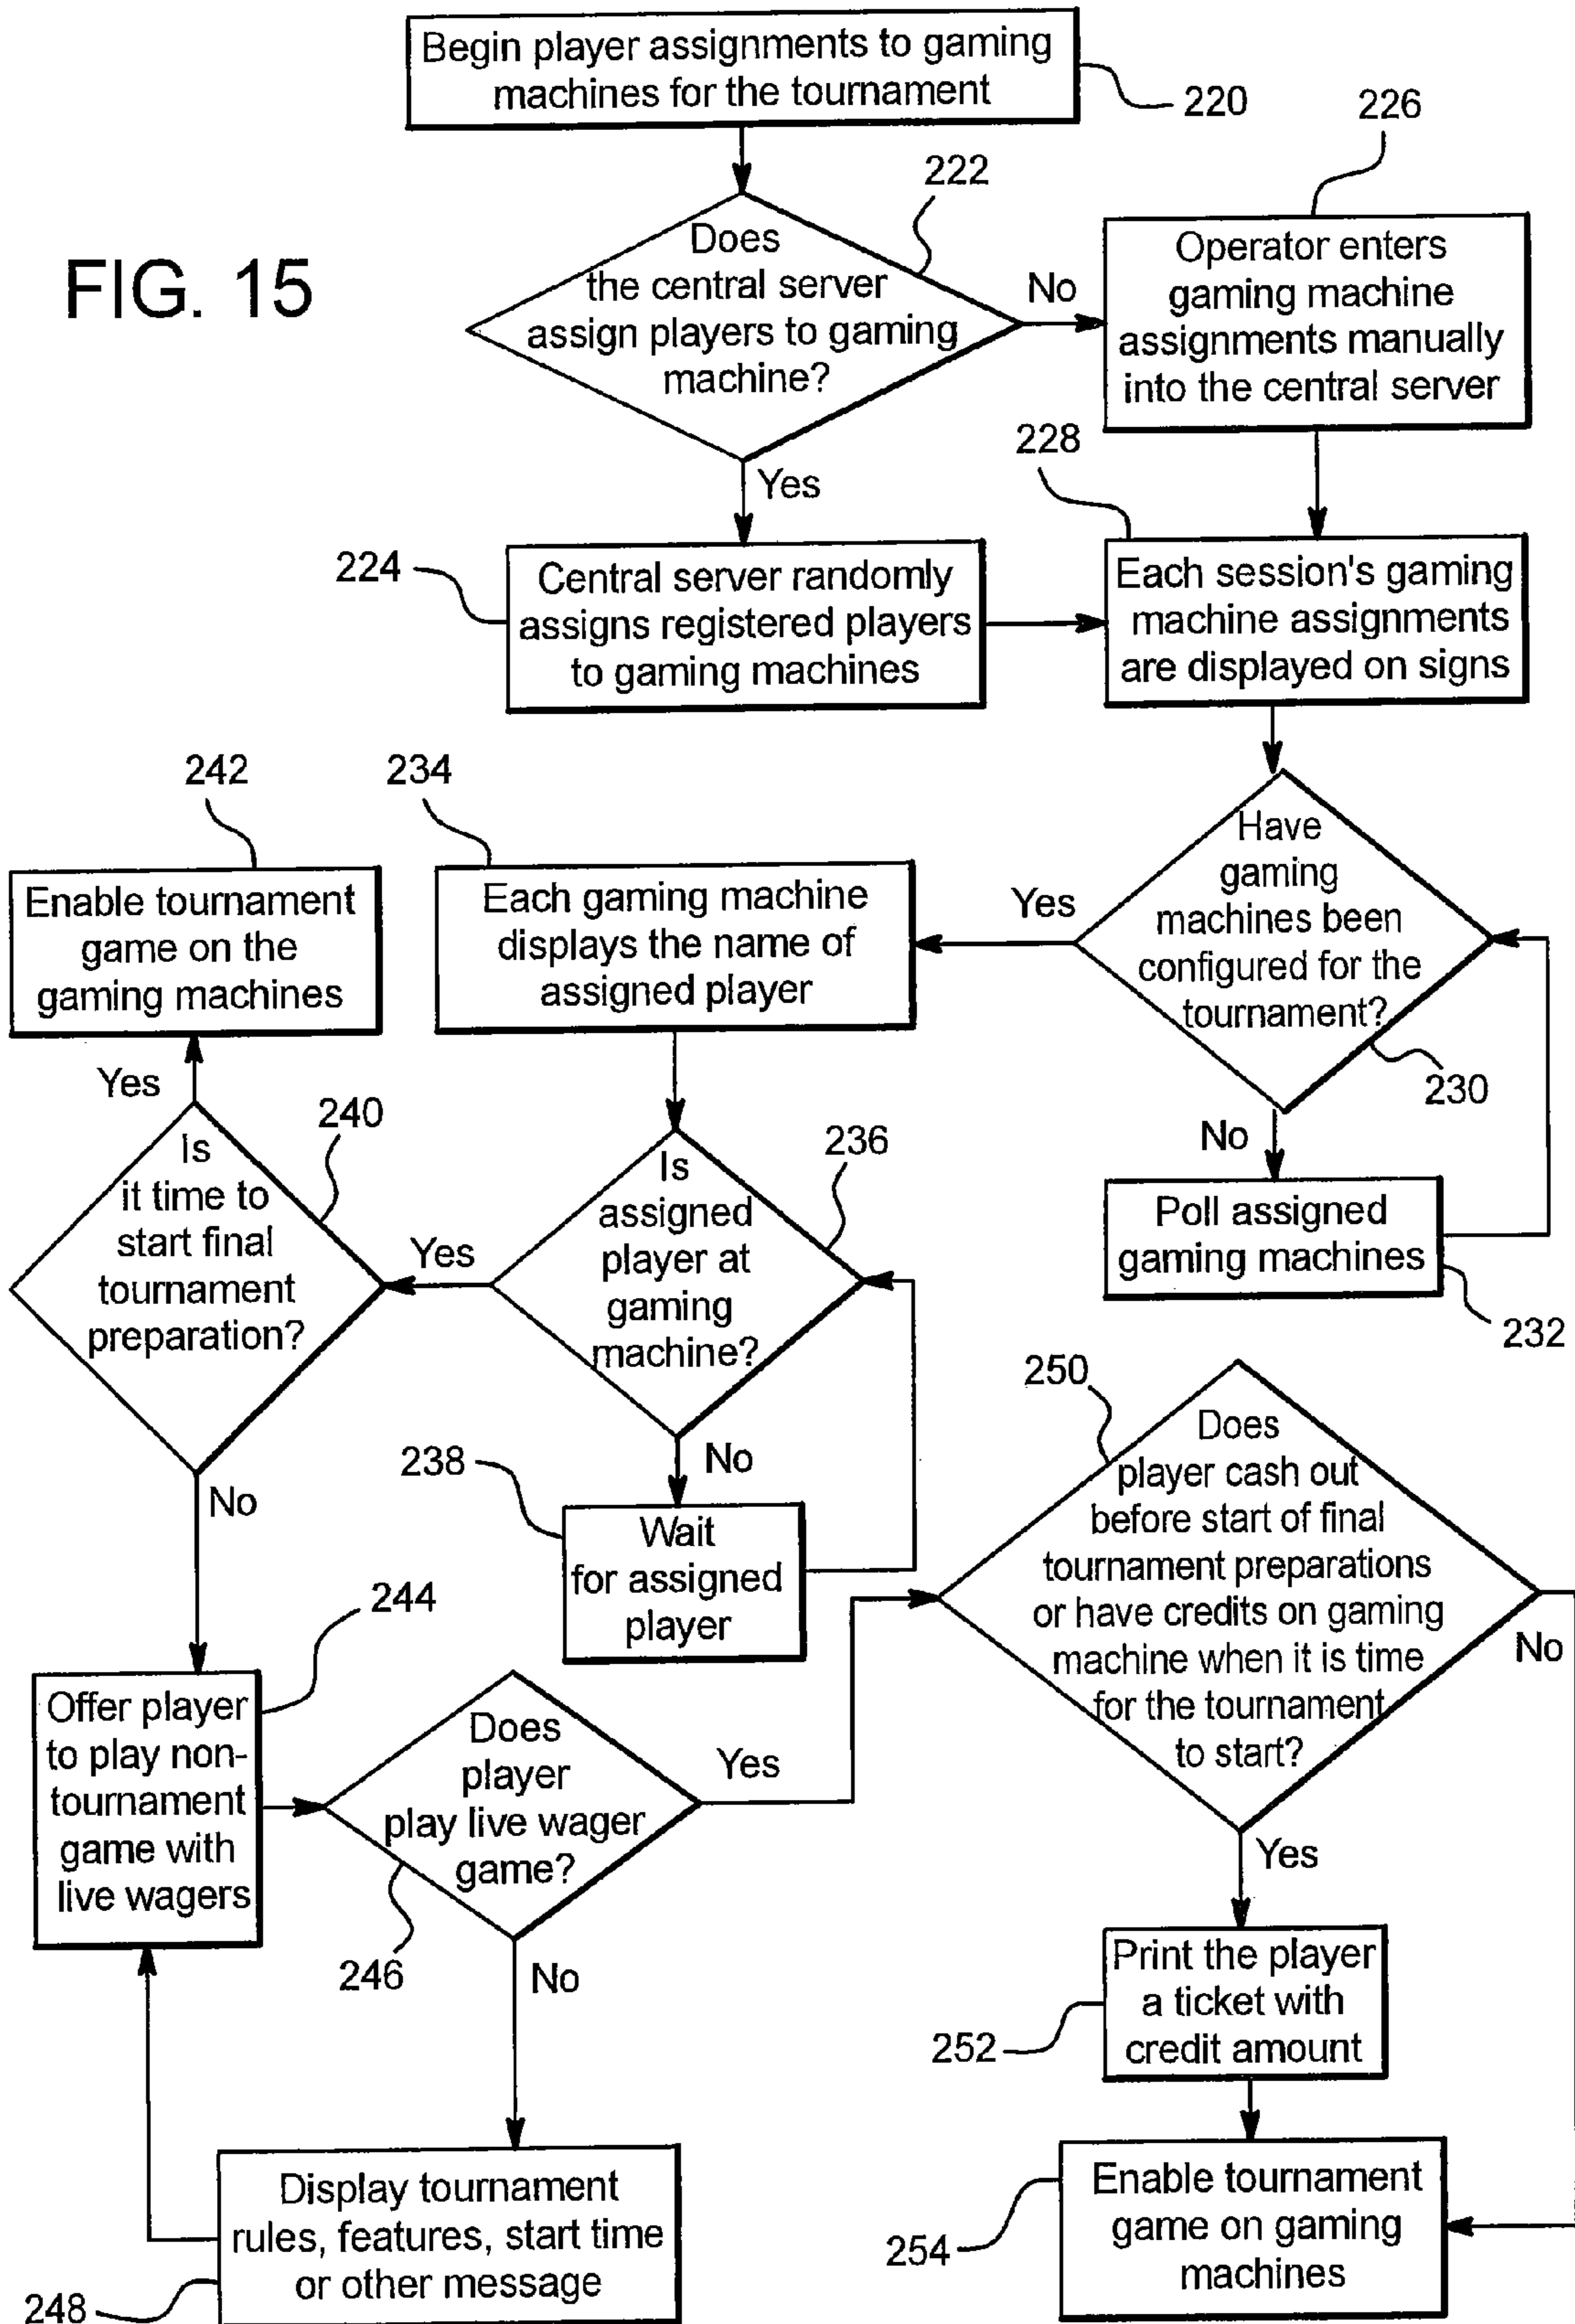 Begin player assignments to gaming
machines for the tournament
220
226
222
FIG. 15
Does
the central server
assign players to gaming
machine?
No
Operator enters
gaming machine
assignments manually
into the central server
Yes
228
224
Central server randomly
assigns registered players
to gaming machines
Each session's gaming
machine assignments
are displayed on signs
242
234
Have
gaming
machines been
configured for the
tournament?
Yes
230
Enable tournament
game on the
gaming machines
Each gaming machine
displays the name of
assigned player
Yes
240
236
No
Is
it time to
start final
tournament
preparation?
Yes
Is
assigned
player at
gaming
machine?
Poll assigned
gaming machines
232
250
No
238
No
Wait
for assigned
player
Does
player cash out
before start of final
tournament preparations
or have credits on gaming
machine when it is time
for the tournament
to start?
No
244
Offer player
to play non-
tournament
game with
live wagers
Does
player
play live wager
game?
Yes
246
No
Yes
Print the player
a ticket with
credit amount
252
Display tournament
rules, features, start time
or other message
248
Enable tournament
game on gaming
machines
254